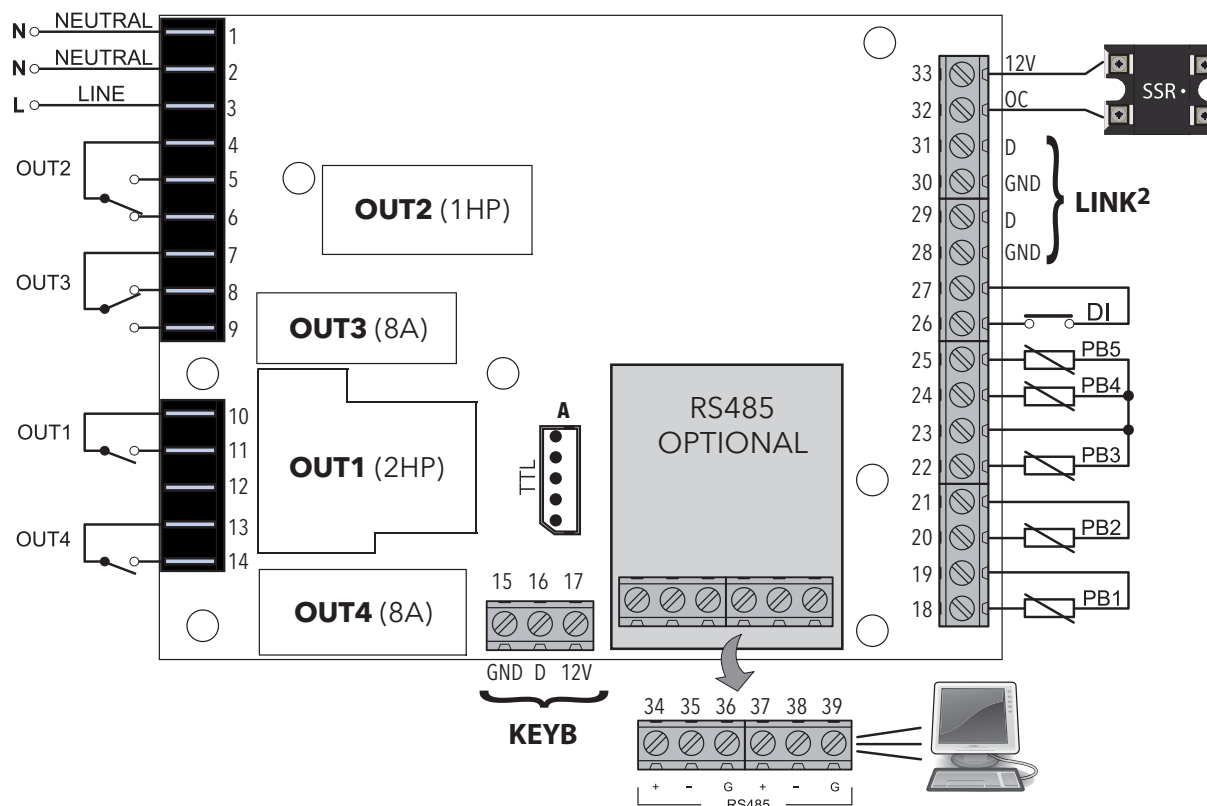 N NEUTRAL 1
N NEUTRAL 2
L LINE 3
4
OUT2 5
6
7
OUT3 8
9
10
OUT1 11
12
13
OUT4 14
OUT2 (1HP)
OUT3 (8A)
OUT1 (2HP)
OUT4 (8A)
A
TTL
RS485
OPTIONAL
15 16 17
GND D 12V
KEYB
34 35 36 37 38 39
+ - G + - G
RS485
33 12V
32 OC
31 D
30 GND
29 D
28 GND
LINK²
SSR •
27
26 DI
25 PB5
24 PB4
23
22 PB3
21
20 PB2
19
18 PB1